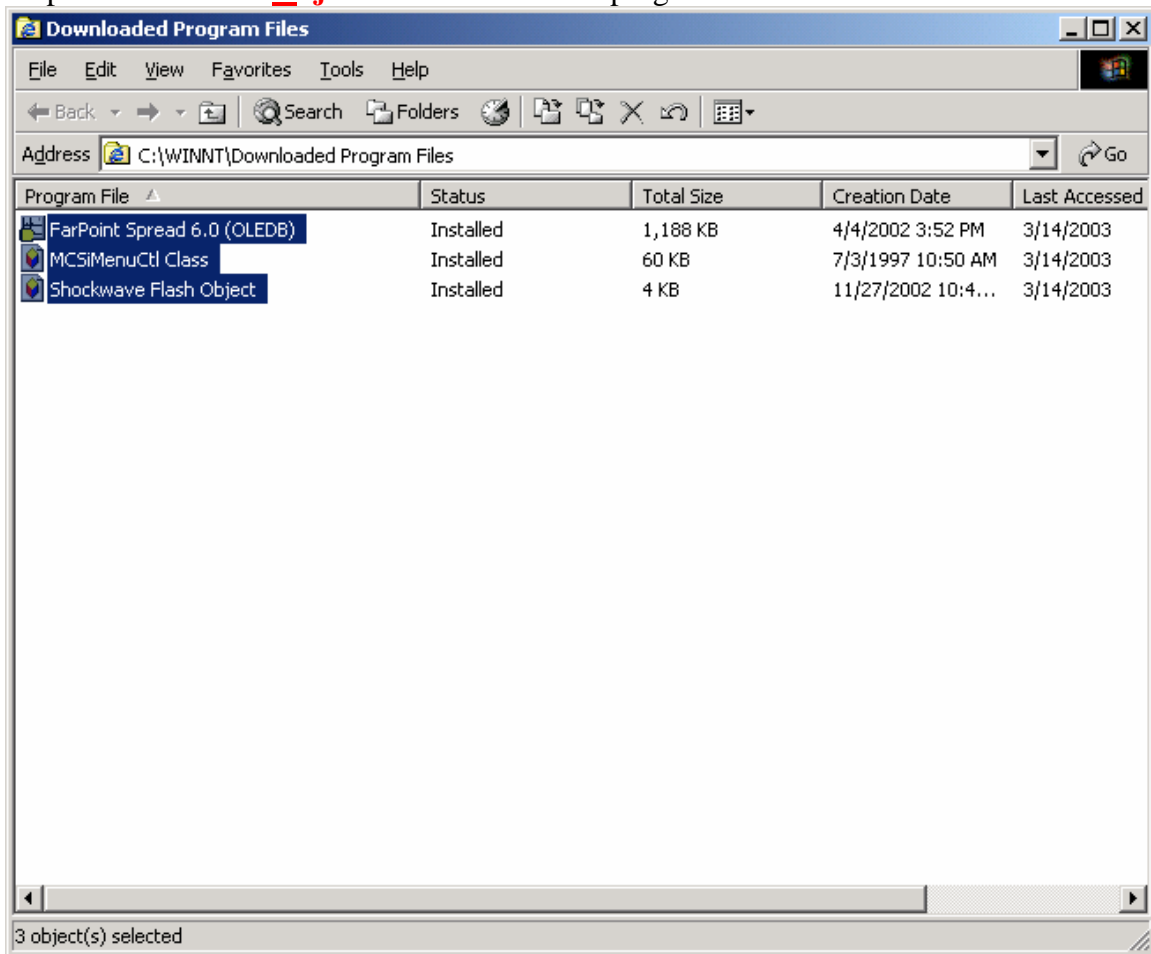 Downloaded Program Files
File Edit View Favorites Tools Help
Back Search Folders
Address C:\WINNT\Downloaded Program Files Go
Program File Status Total Size Creation Date Last Accessed
FarPoint Spread 6.0 (OLEDB) Installed 1,188 KB 4/4/2002 3:52 PM 3/14/2003
MCSiMenuCtl Class Installed 60 KB 7/3/1997 10:50 AM 3/14/2003
Shockwave Flash Object Installed 4 KB 11/27/2002 10:4... 3/14/2003
3 object(s) selected